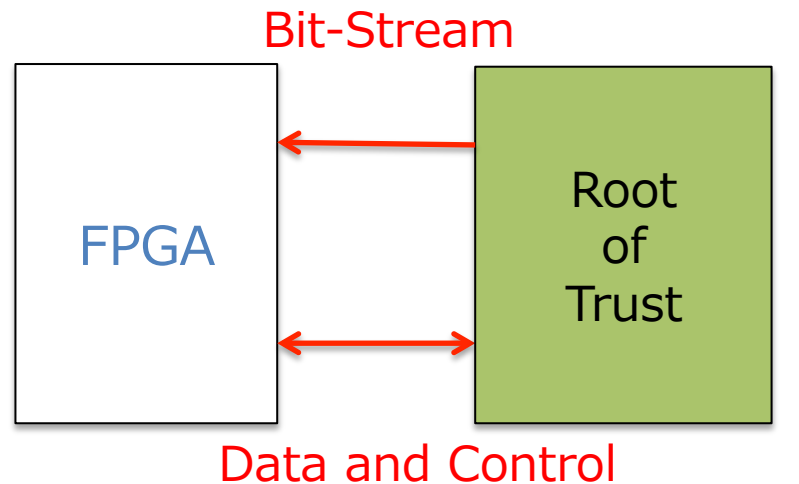 Bit-Stream
FPGA
Root
of
Trust
Data and Control